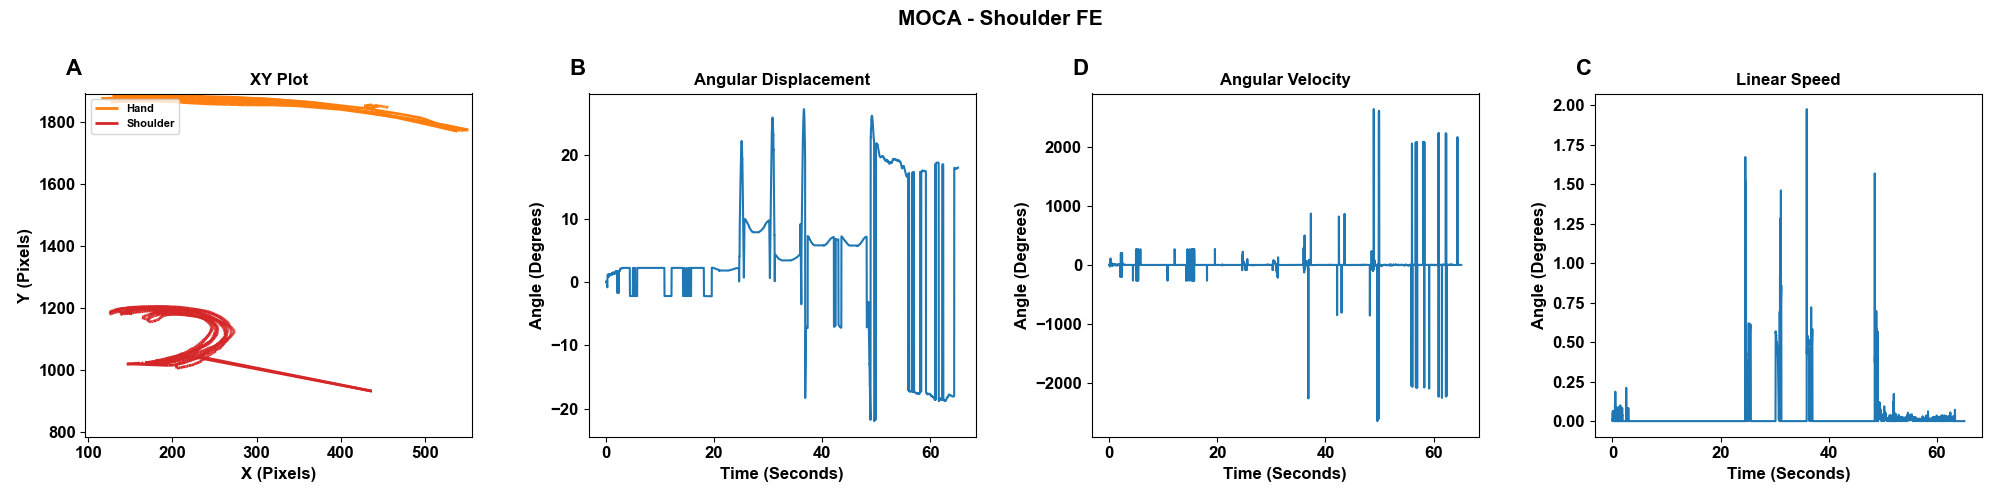 MOCA - Shoulder FE
A
XY Plot
Hand
Shoulder
Y (Pixels)
1800
1600
1400
1200
1000
800
100 200 300 400 500
X (Pixels)
B
Angular Displacement
Angle (Degrees)
20
10
0
−10
−20
0 20 40 60
Time (Seconds)
D
Angular Velocity
Angle (Degrees)
2000
1000
0
−1000
−2000
0 20 40 60
Time (Seconds)
C
Linear Speed
Angle (Degrees)
2.00
1.75
1.50
1.25
1.00
0.75
0.50
0.25
0.00
0 20 40 60
Time (Seconds)